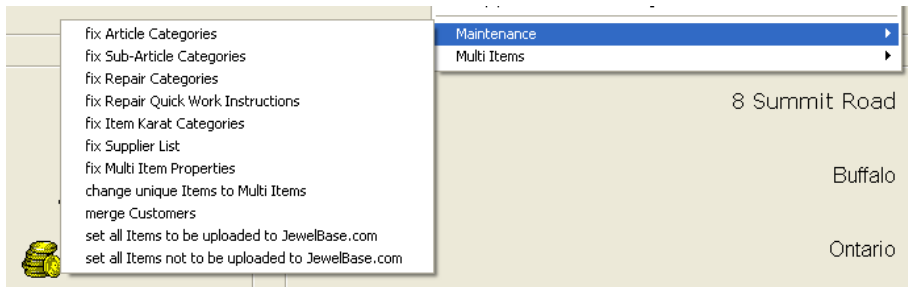 fix Article Categories
fix Sub-Article Categories
fix Repair Categories
fix Repair Quick Work Instructions
fix Item Karat Categories
fix Supplier List
fix Multi Item Properties
change unique Items to Multi Items
merge Customers
set all Items to be uploaded to JewelBase.com
set all Items not to be uploaded to JewelBase.com
Maintenance
Multi Items
8 Summit Road
Buffalo
Ontario